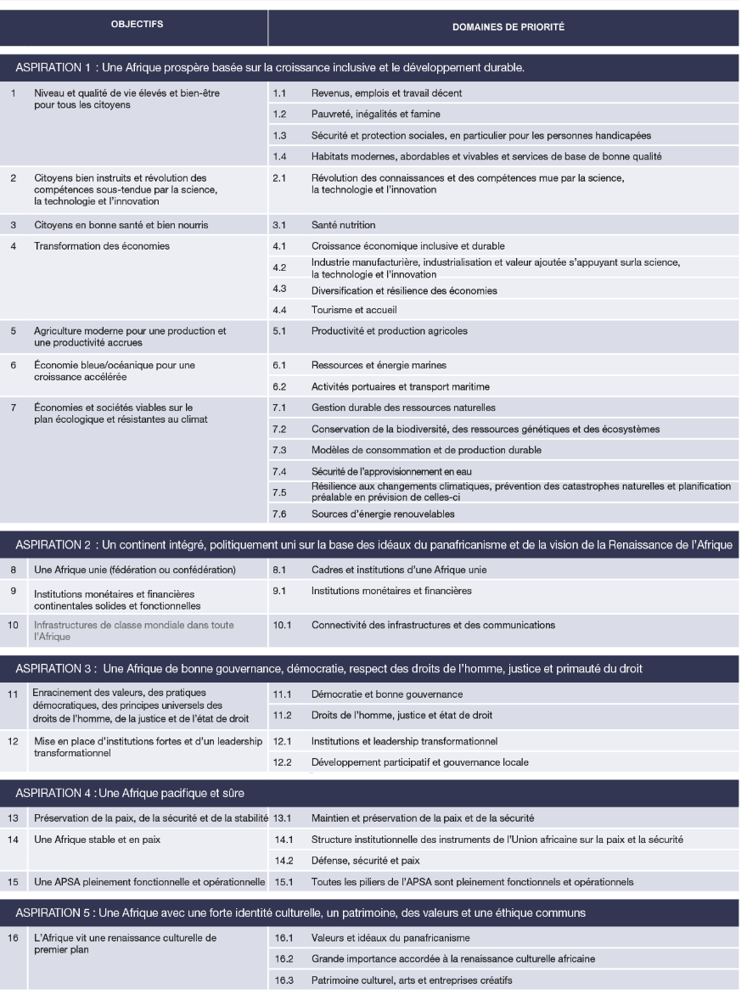 OBJECTIFS
DOMAINES DE PRIORITÉ
ASPIRATION 1 : Une Afrique prospère basée sur la croissance inclusive et le développement durable.
1 Niveau et qualité de vie élevés et bien-être
pour tous les citoyens
1.1 Revenus, emplois et travail décent
1.2 Pauvreté, inégalités et famine
1.3 Sécurité et protection sociales, en particulier pour les personnes handicapées
1.4 Habitats modernes, abordables et vivables et services de base de bonne qualité
2 Citoyens bien instruits et révolution des
compétences sous-tendue par la science,
la technologie et l’innovation
2.1 Révolution des connaissances et des compétences mue par la science,
la technologie et l’innovation
3 Citoyens en bonne santé et bien nourris
3.1 Santé nutrition
4 Transformation des économies
4.1 Croissance économique inclusive et durable
4.2 Industrie manufacturière, industrialisation et valeur ajoutée s’appuyant surla science,
la technologie et l’innovation
4.3 Diversification et résilience des économies
4.4 Tourisme et accueil
5 Agriculture moderne pour une production et
une productivité accrues
5.1 Productivité et production agricoles
6 Économie bleue/océanique pour une
croissance accélérée
6.1 Ressources et énergie marines
6.2 Activités portuaires et transport maritime
7 Économies et sociétés viables sur le
plan écologique et résistantes au climat
7.1 Gestion durable des ressources naturelles
7.2 Conservation de la biodiversité, des ressources génétiques et des écosystèmes
7.3 Modèles de consommation et de production durable
7.4 Sécurité de l’approvisionnement en eau
7.5 Résilience aux changements climatiques, prévention des catastrophes naturelles et planification
préalable en prévision de celles-ci
7.6 Sources d’énergie renouvelables
ASPIRATION 2 : Un continent intégré, politiquement uni sur la base des idéaux du panafricanisme et de la vision de la Renaissance de l’Afrique
8 Une Afrique unie (fédération ou confédération)
8.1 Cadres et institutions d’une Afrique unie
9 Institutions monétaires et financières
continentales solides et fonctionnelles
9.1 Institutions monétaires et financières
10 Infrastructures de classe mondiale dans toute
l’Afrique
10.1 Connectivité des infrastructures et des communications
ASPIRATION 3 : Une Afrique de bonne gouvernance, démocratie, respect des droits de l’homme, justice et primauté du droit
11 Enracinement des valeurs, des pratiques
démocratiques, des principes universels des
droits de l’homme, de la justice et de l’état de droit
11.1 Démocratie et bonne gouvernance
11.2 Droits de l’homme, justice et état de droit
12 Mise en place d’institutions fortes et d’un leadership
transformationnel
12.1 Institutions et leadership transformationnel
12.2 Développement participatif et gouvernance locale
ASPIRATION 4 : Une Afrique pacifique et sûre
13 Préservation de la paix, de la sécurité et de la stabilité
13.1 Maintien et préservation de la paix et de la sécurité
14 Une Afrique stable et en paix
14.1 Structure institutionnelle des instruments de l’Union africaine sur la paix et la sécurité
14.2 Défense, sécurité et paix
15 Une APSA pleinement fonctionnelle et opérationnelle
15.1 Toutes les piliers de l’APSA sont pleinement fonctionnels et opérationnels
ASPIRATION 5 : Une Afrique avec une forte identité culturelle, un patrimoine, des valeurs et une éthique communs
16 L’Afrique vit une renaissance culturelle de
premier plan
16.1 Valeurs et idéaux du panafricanisme
16.2 Grande importance accordée à la renaissance culturelle africaine
16.3 Patrimoine culturel, arts et entreprises créatifs